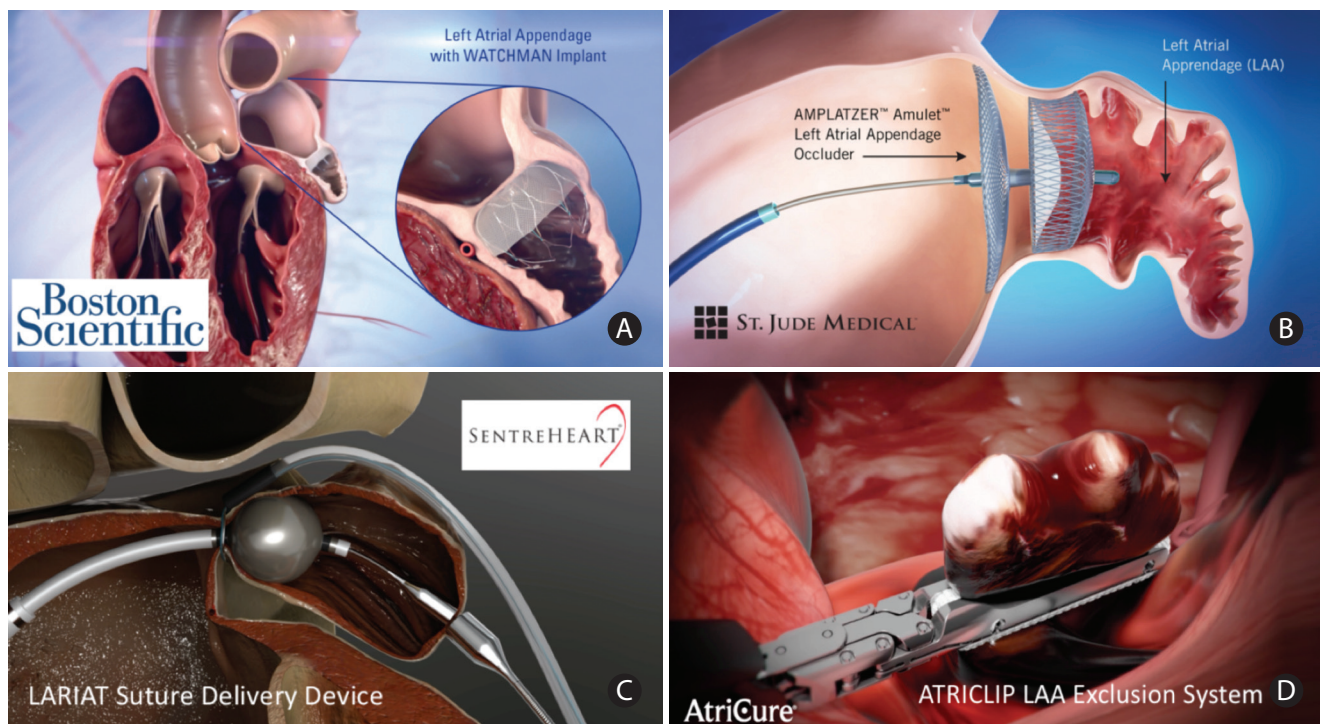 Left Atrial Appendage
with WATCHMAN Implant
Boston
Scientific
A
Left Atrial
Apprendage (LAA)
AMPLATZER™ Amulet™
Left Atrial Appendage
Occluder
ST. JUDE MEDICAL
B
SENTREHEART
LARIAT Suture Delivery Device
C
AtriCure®
ATRICLIP LAA Exclusion System
D